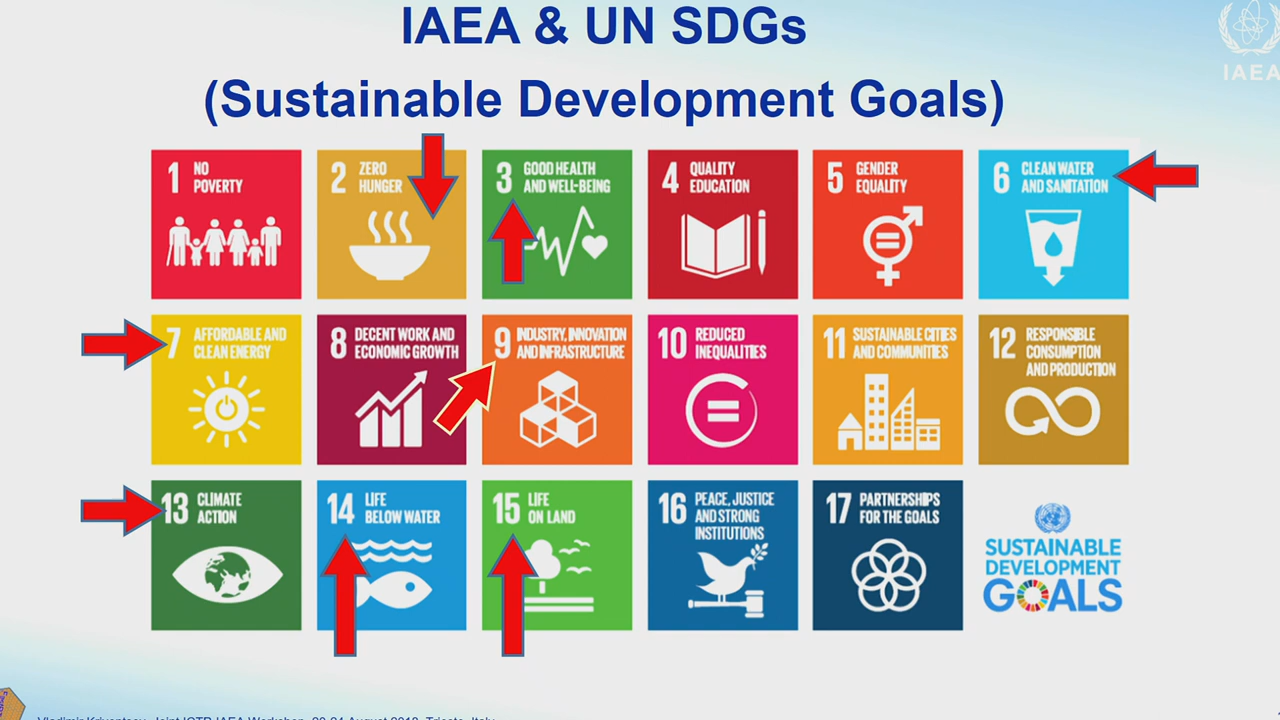 IAEA & UN SDGs
(Sustainable Development Goals)
IAEA
1 NO
POVERTY
2 ZERO
HUNGER
3 GOOD HEALTH
AND WELL-BEING
4 QUALITY
EDUCATION
5 GENDER
EQUALITY
6 CLEAN WATER
AND SANITATION
7 AFFORDABLE AND
CLEAN ENERGY
8 DECENT WORK AND
ECONOMIC GROWTH
9 INDUSTRY, INNOVATION
AND INFRASTRUCTURE
10 REDUCED
INEQUALITIES
11 SUSTAINABLE CITIES
AND COMMUNITIES
12 RESPONSIBLE
CONSUMPTION
AND PRODUCTION
13 CLIMATE
ACTION
14 LIFE
BELOW WATER
15 LIFE
ON LAND
16 PEACE, JUSTICE
AND STRONG
INSTITUTIONS
17 PARTNERSHIPS
FOR THE GOALS
SUSTAINABLE
DEVELOPMENT
GOALS